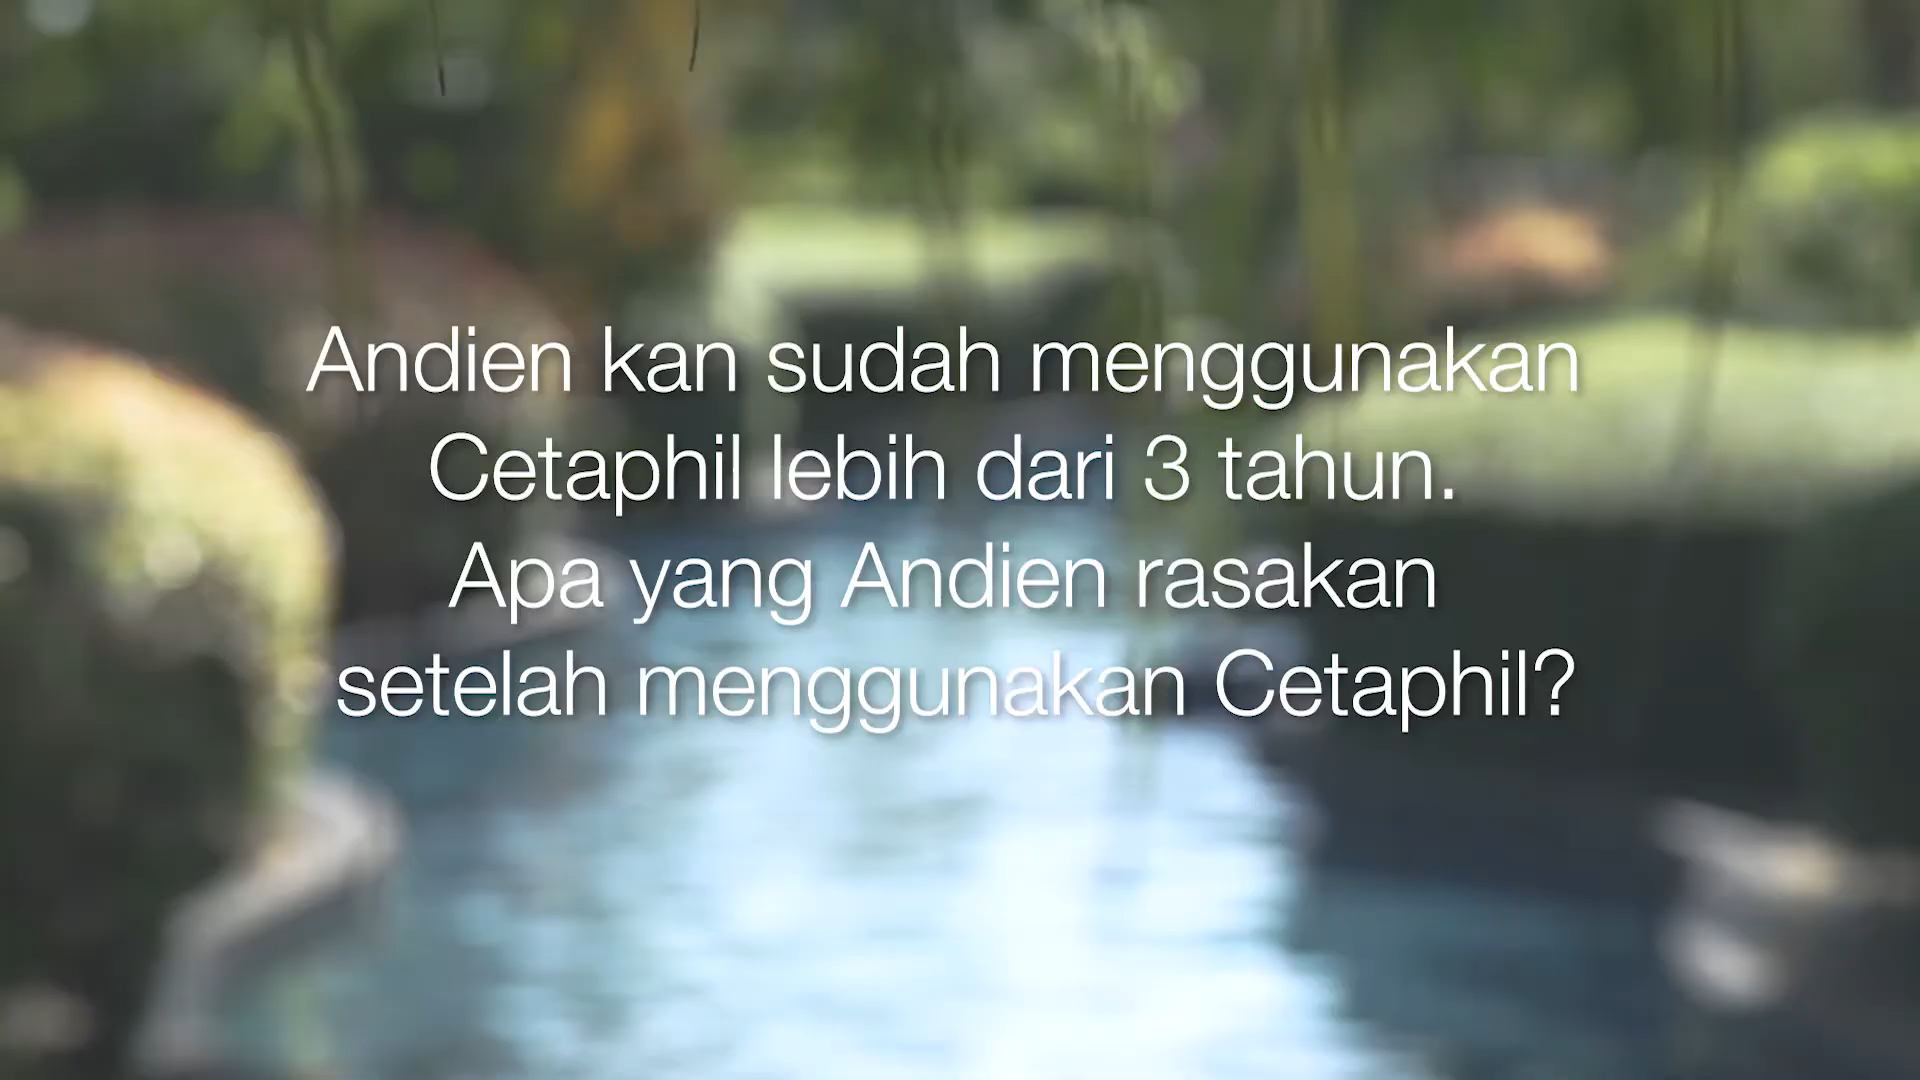 Andien kan sudah menggunakan
Cetaphil lebih dari 3 tahun.
Apa yang Andien rasakan
setelah menggunakan Cetaphil?